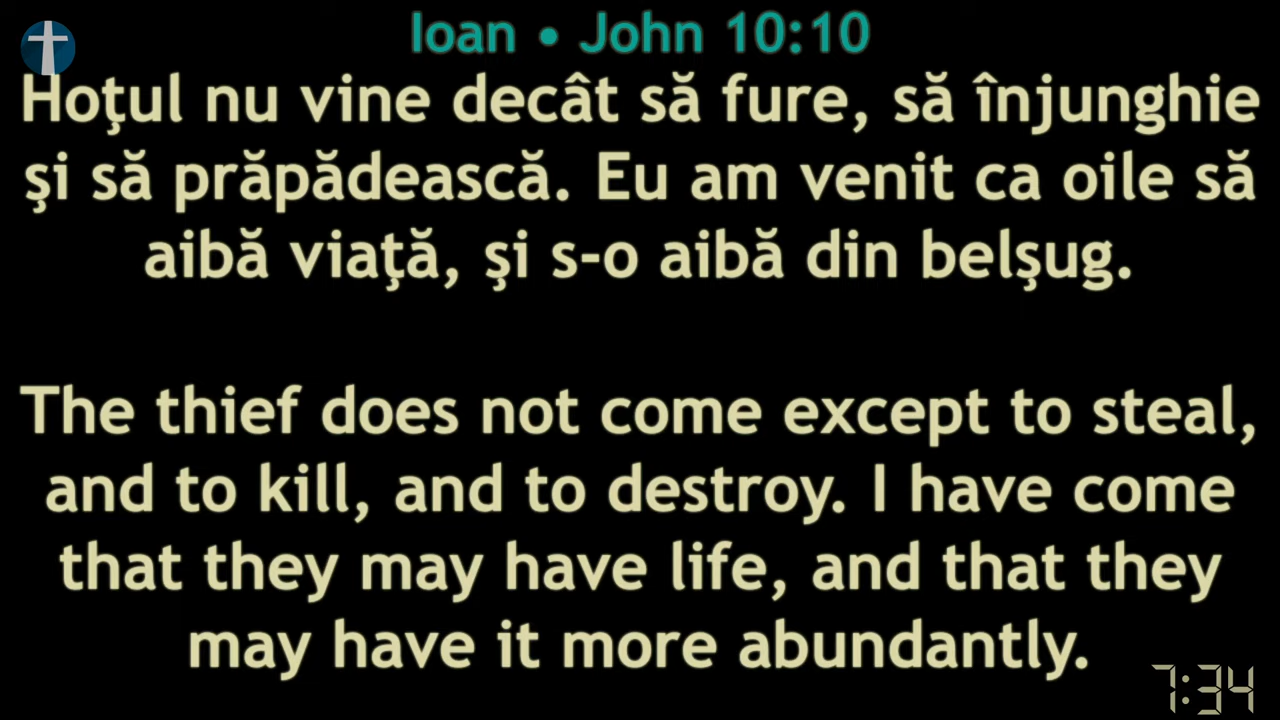 Ioan • John 10:10
Hoţul nu vine decât să fure, să înjunghie
şi să prăpădească. Eu am venit ca oile să
aibă viaţă, şi s-o aibă din belşug.
The thief does not come except to steal,
and to kill, and to destroy. I have come
that they may have life, and that they
may have it more abundantly.
7:34